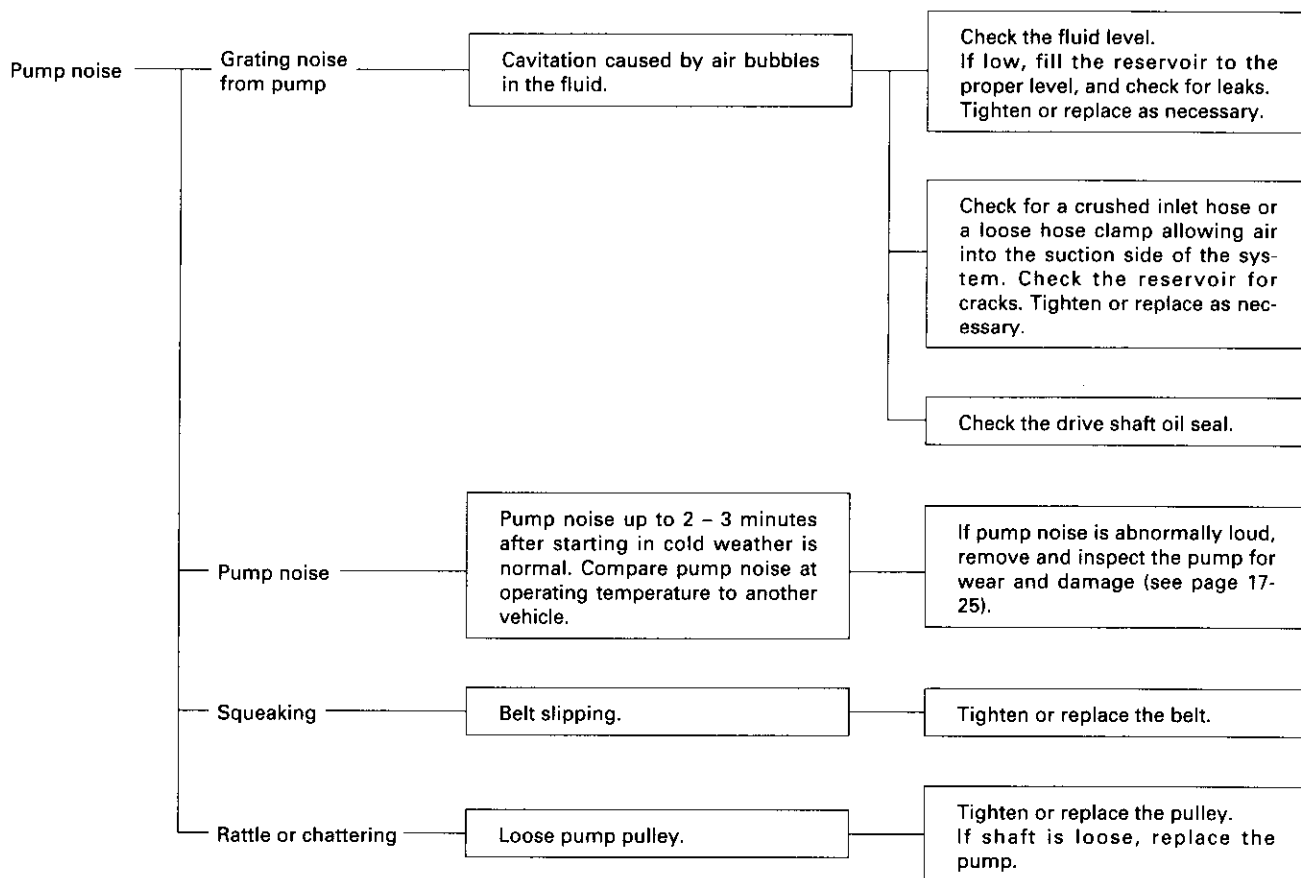 Pump noise
Grating noise
from pump
Cavitation caused by air bubbles
in the fluid.
Check the fluid level.
If low, fill the reservoir to the
proper level, and check for leaks.
Tighten or replace as necessary.
Check for a crushed inlet hose or
a loose hose clamp allowing air
into the suction side of the sys-
tem. Check the reservoir for
cracks. Tighten or replace as nec-
essary.
Check the drive shaft oil seal.
Pump noise
Pump noise up to 2 – 3 minutes
after starting in cold weather is
normal. Compare pump noise at
operating temperature to another
vehicle.
If pump noise is abnormally loud,
remove and inspect the pump for
wear and damage (see page 17-
25).
Squeaking
Belt slipping.
Tighten or replace the belt.
Rattle or chattering
Loose pump pulley.
Tighten or replace the pulley.
If shaft is loose, replace the
pump.